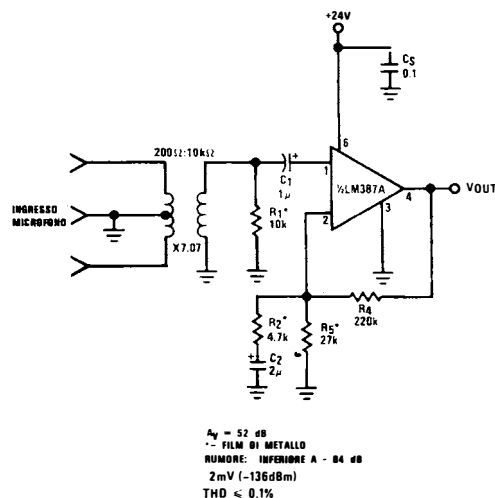 +24V
CS
0.1
200Ω:10kΩ
6
C1
+
1μ
1
½LM387A
4
VOUT
INGRESSO
MICROFONO
R1*
10k
2
3
X7.07
R4
220k
R2*
4.7k
R5*
27k
+
C2
2μ
AV = 52 dB
*- FILM DI METALLO
RUMORE: INFERIORE A - 84 dB
2mV (-136dBm)
THD ⩽ 0.1%